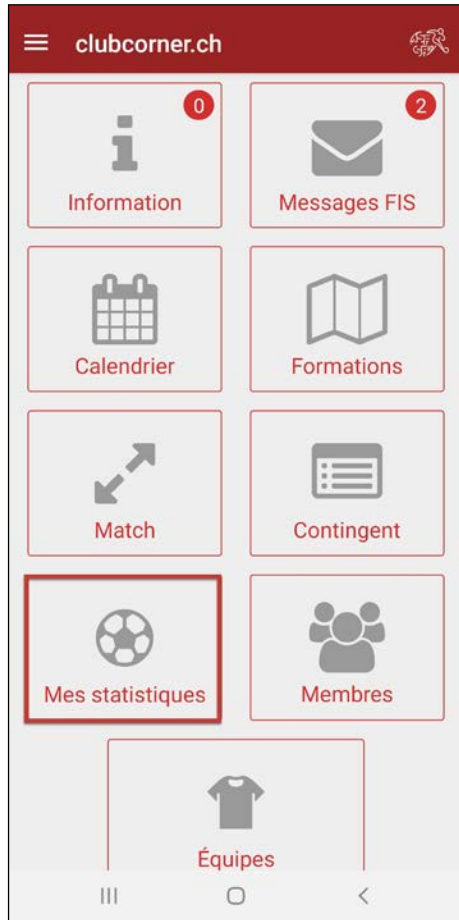 clubcorner.ch
0
2
Information
Messages FIS
Calendrier
Formations
Match
Contingent
Mes statistiques
Membres
Équipes